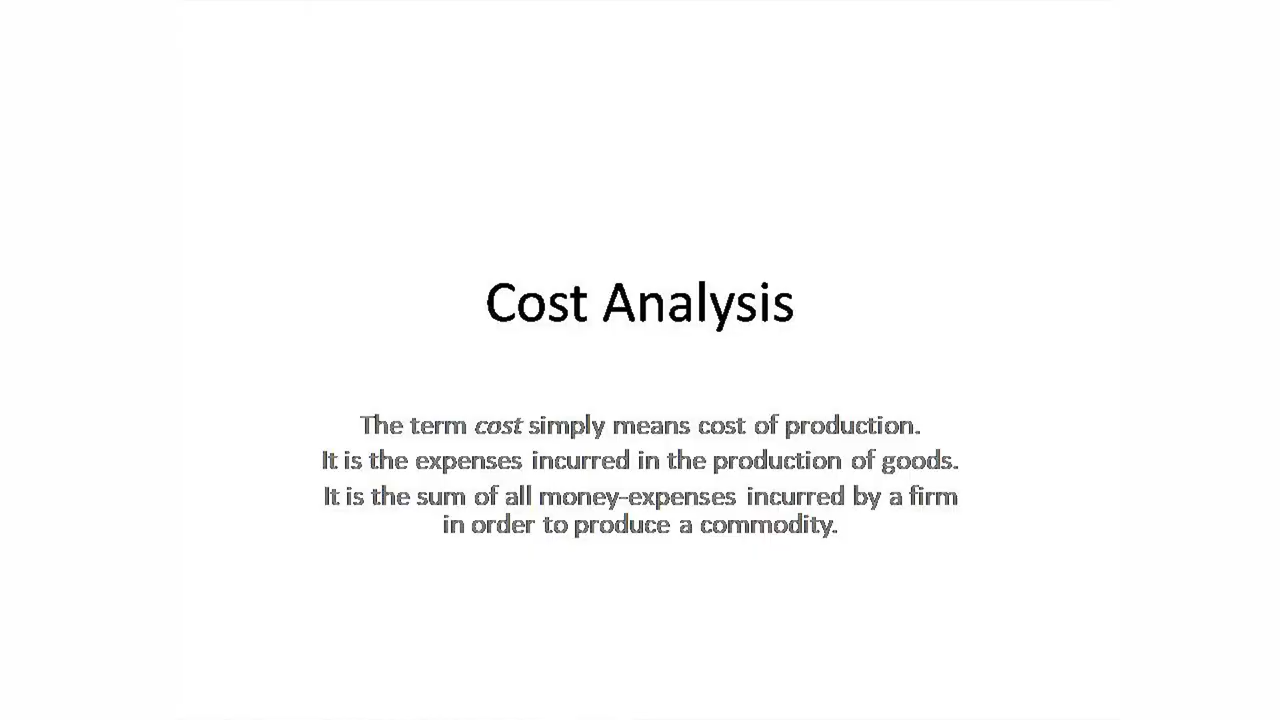 Cost Analysis
The term cost simply means cost of production.
It is the expenses incurred in the production of goods.
It is the sum of all money-expenses incurred by a firm
in order to produce a commodity.